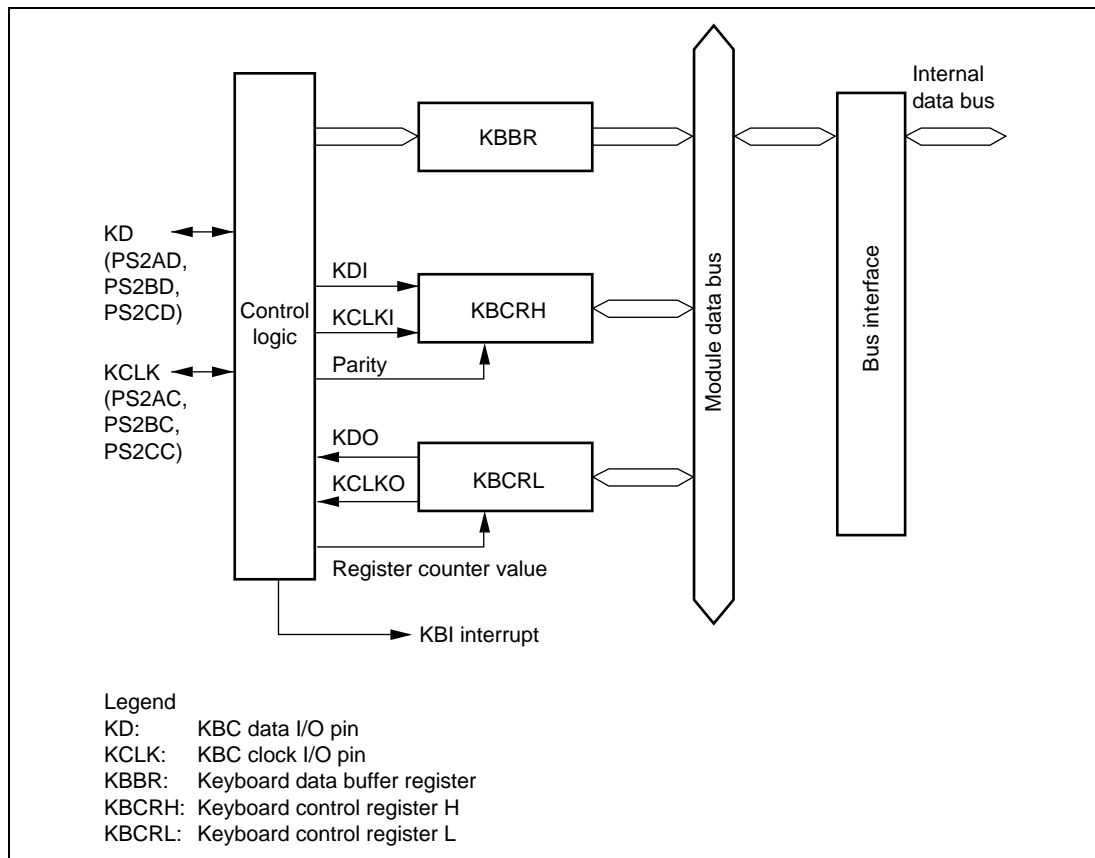 Internal
data bus
KBBR
KD
(PS2AD,
PS2BD,
PS2CD)
KDI
KCLKI
Control
logic
KBCRH
Parity
KCLK
(PS2AC,
PS2BC,
PS2CC)
KDO
KCLKO
KBCRL
Register counter value
KBI interrupt
Module data bus
Bus interface
Legend
KD: KBC data I/O pin
KCLK: KBC clock I/O pin
KBBR: Keyboard data buffer register
KBCRH: Keyboard control register H
KBCRL: Keyboard control register L